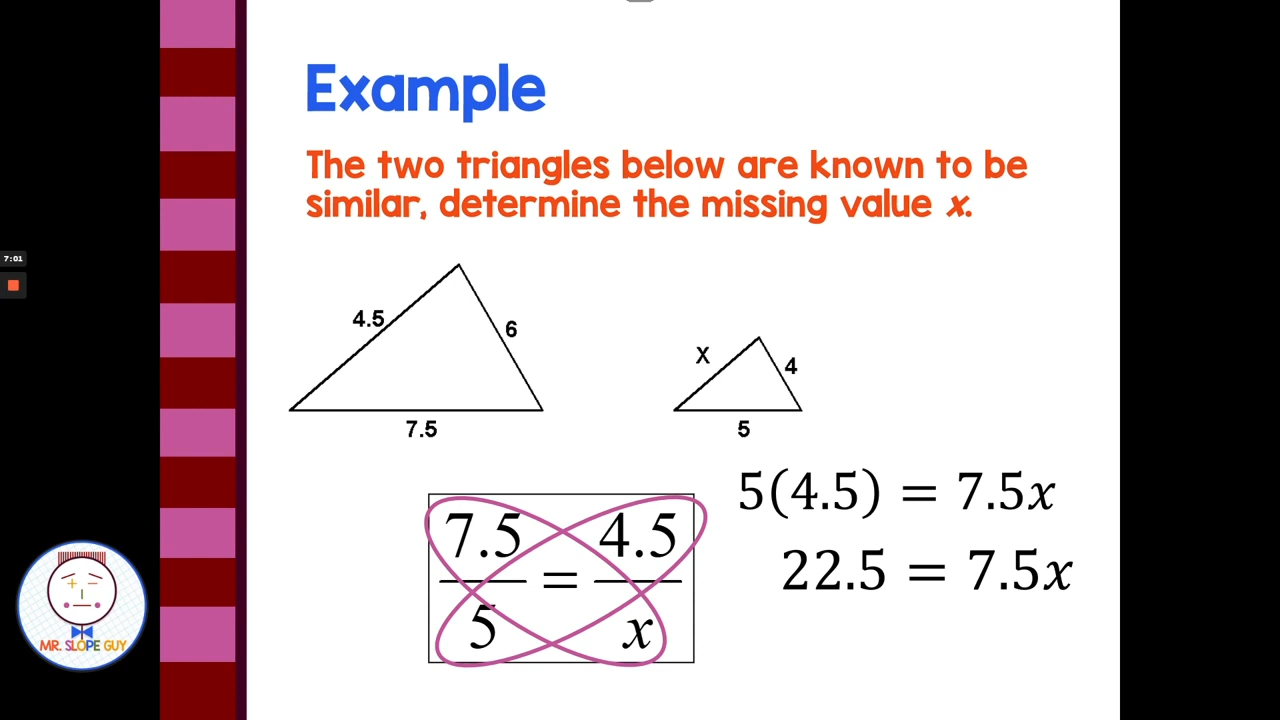 Example
The two triangles below are known to be
similar, determine the missing value x.
7:01
4.5
6
7.5
X
4
5
5(4.5) = 7.5x
22.5 = 7.5x
7.5 4.5
=
5 x
MR. SLOPE GUY